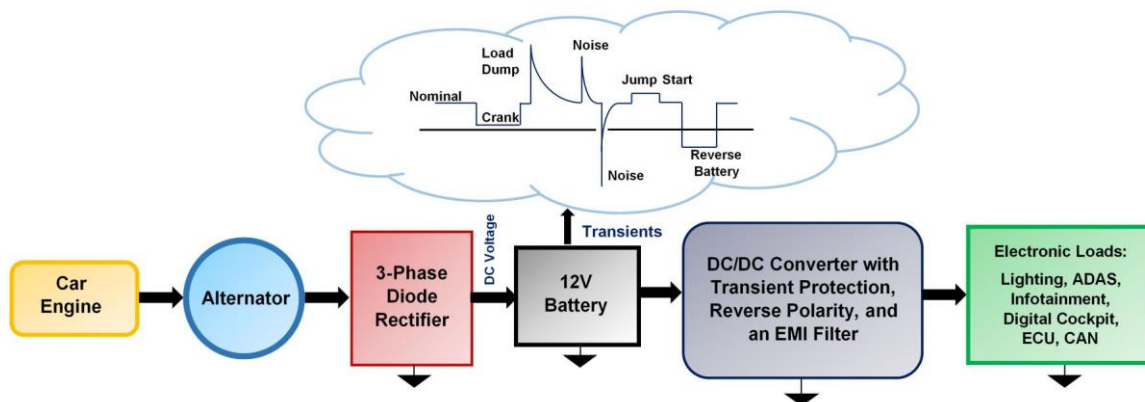 Load
Dump
Noise
Jump Start
Nominal
Crank
Reverse
Battery
Noise
DC Voltage
Transients
Car
Engine
Alternator
3-Phase
Diode
Rectifier
12V
Battery
DC/DC Converter with
Transient Protection,
Reverse Polarity, and
an EMI Filter
Electronic Loads:
Lighting, ADAS,
Infotainment,
Digital Cockpit,
ECU, CAN